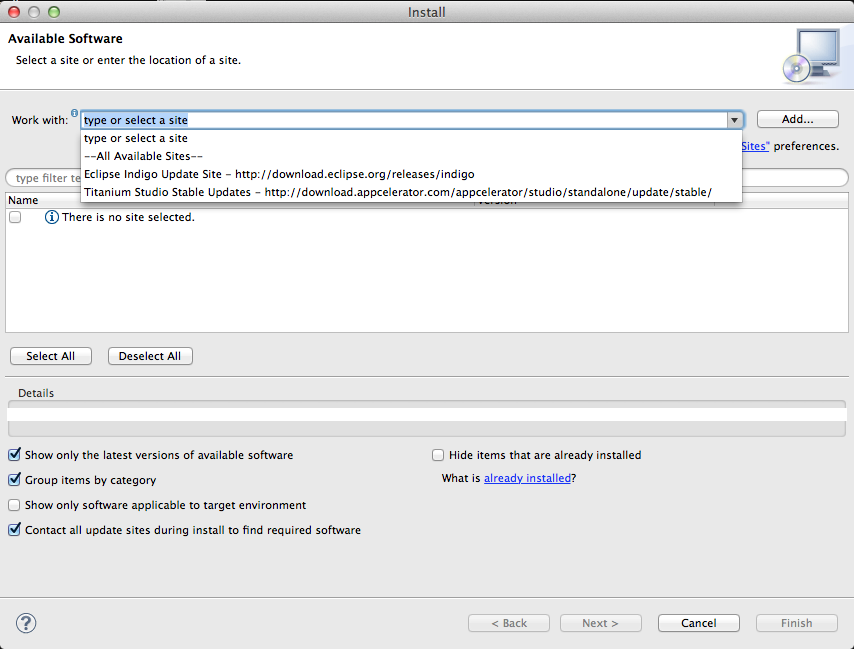 Install
Available Software
Select a site or enter the location of a site.
Work with:
type or select a site
Add...
type or select a site
--All Available Sites--
Sites" preferences.
Eclipse Indigo Update Site - http://download.eclipse.org/releases/indigo
type filter
Titanium Studio Stable Updates - http://download.appcelerator.com/appcelerator/studio/standalone/update/stable/
Name
Version
There is no site selected.
Select All
Deselect All
Details
Show only the latest versions of available software
Hide items that are already installed
Group items by category
What is already installed?
Show only software applicable to target environment
Contact all update sites during install to find required software
?
< Back
Next >
Cancel
Finish